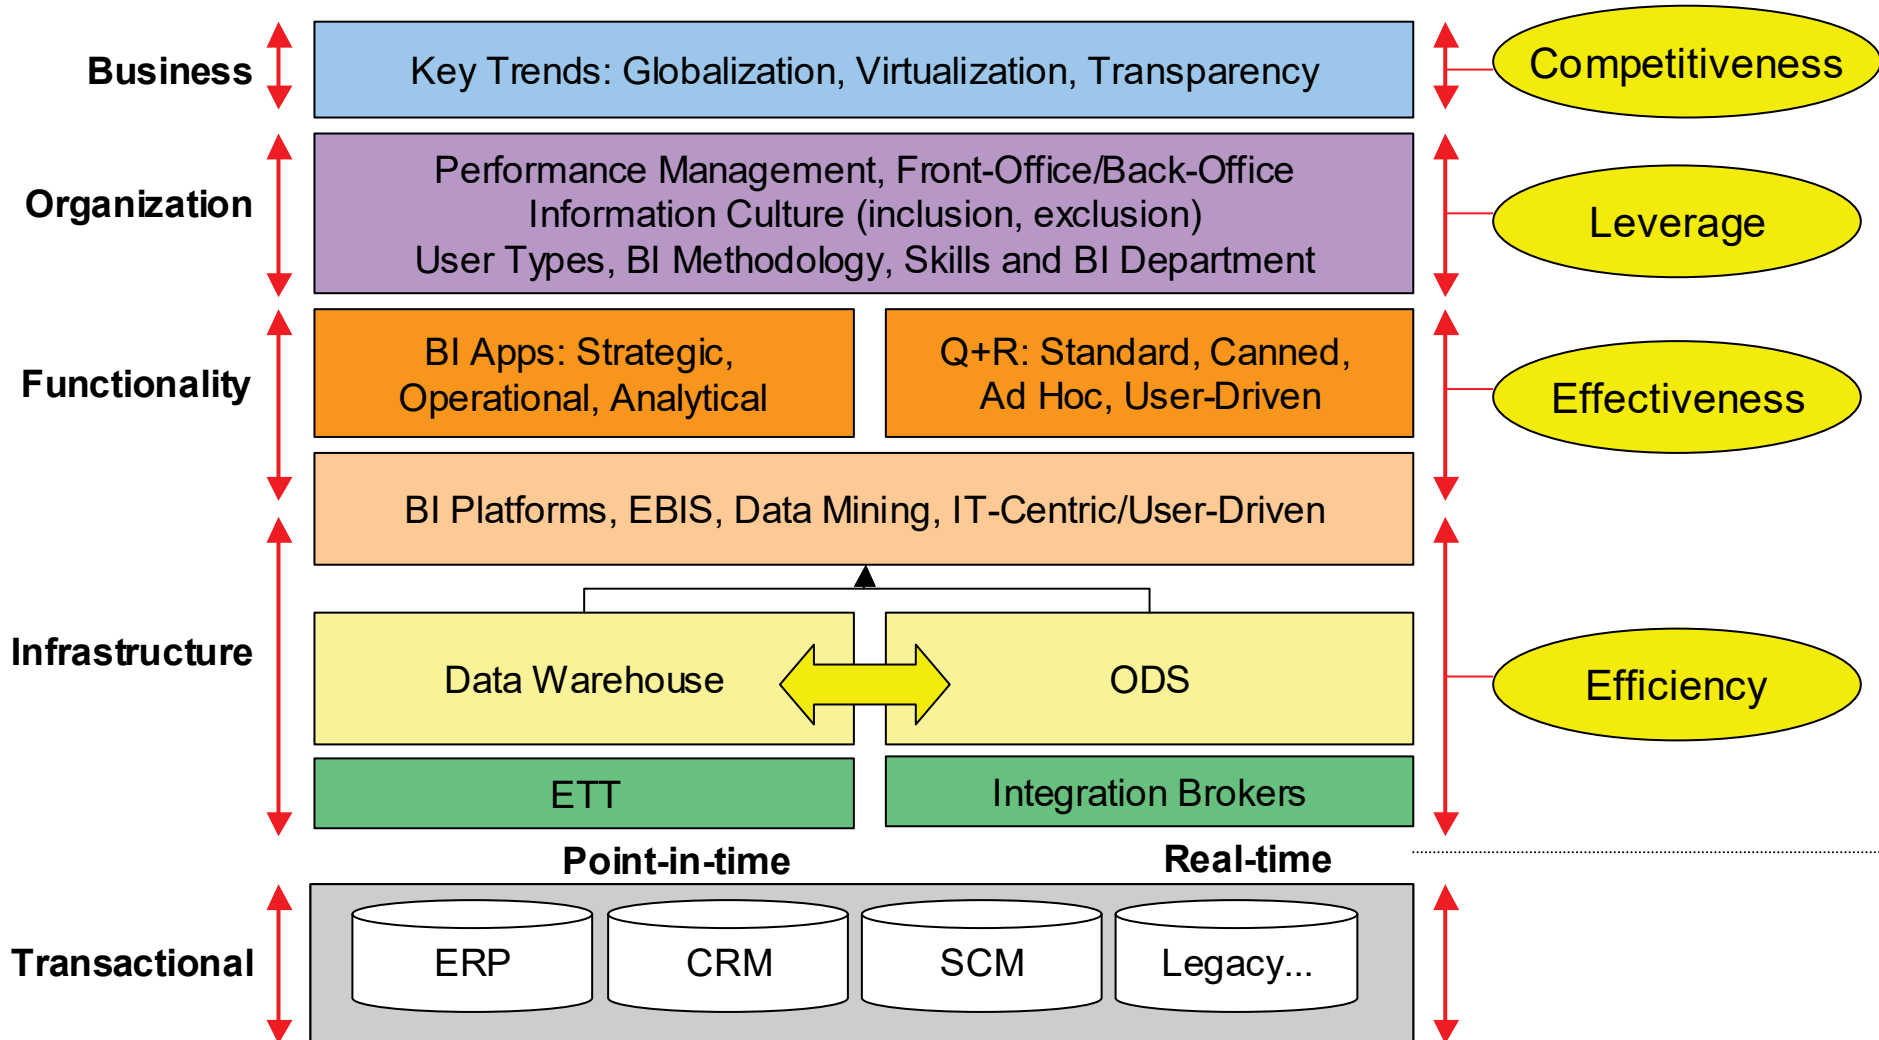 Business
Key Trends: Globalization, Virtualization, Transparency
Competitiveness
Organization
Performance Management, Front-Office/Back-Office
Information Culture (inclusion, exclusion)
User Types, BI Methodology, Skills and BI Department
Leverage
Functionality
BI Apps: Strategic,
Operational, Analytical
Q+R: Standard, Canned,
Ad Hoc, User-Driven
Effectiveness
BI Platforms, EBIS, Data Mining, IT-Centric/User-Driven
Infrastructure
Data Warehouse
ODS
Efficiency
ETT
Integration Brokers
Point-in-time
Real-time
Transactional
ERP
CRM
SCM
Legacy...